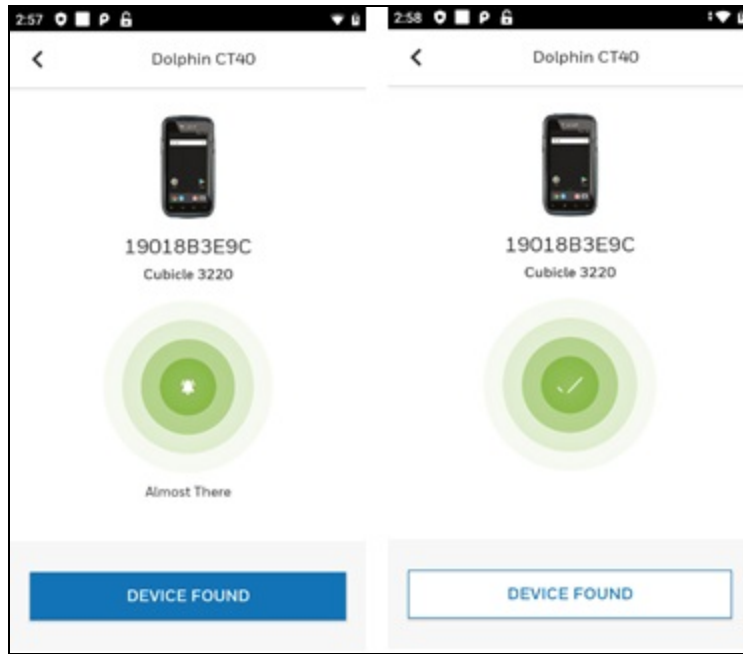 2:57
Dolphin CT40
19018B3E9C
Cubicle 3220
Almost There
DEVICE FOUND
2:58
Dolphin CT40
19018B3E9C
Cubicle 3220
DEVICE FOUND